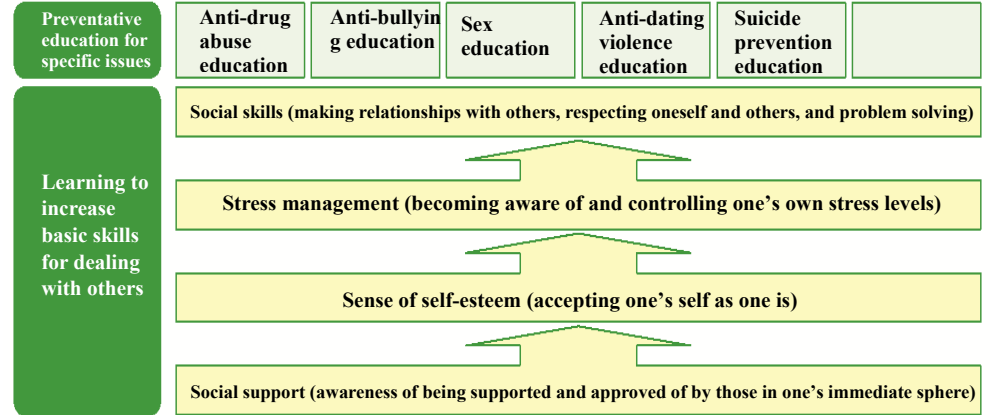 Preventative
education for
specific issues
Anti-drug
abuse
education
Anti-bullyin
g education
Sex
education
Anti-dating
violence
education
Suicide
prevention
education
Learning to
increase
basic skills
for dealing
with others
Social skills (making relationships with others, respecting oneself and others, and problem solving)
Stress management (becoming aware of and controlling one’s own stress levels)
Sense of self-esteem (accepting one’s self as one is)
Social support (awareness of being supported and approved of by those in one’s immediate sphere)